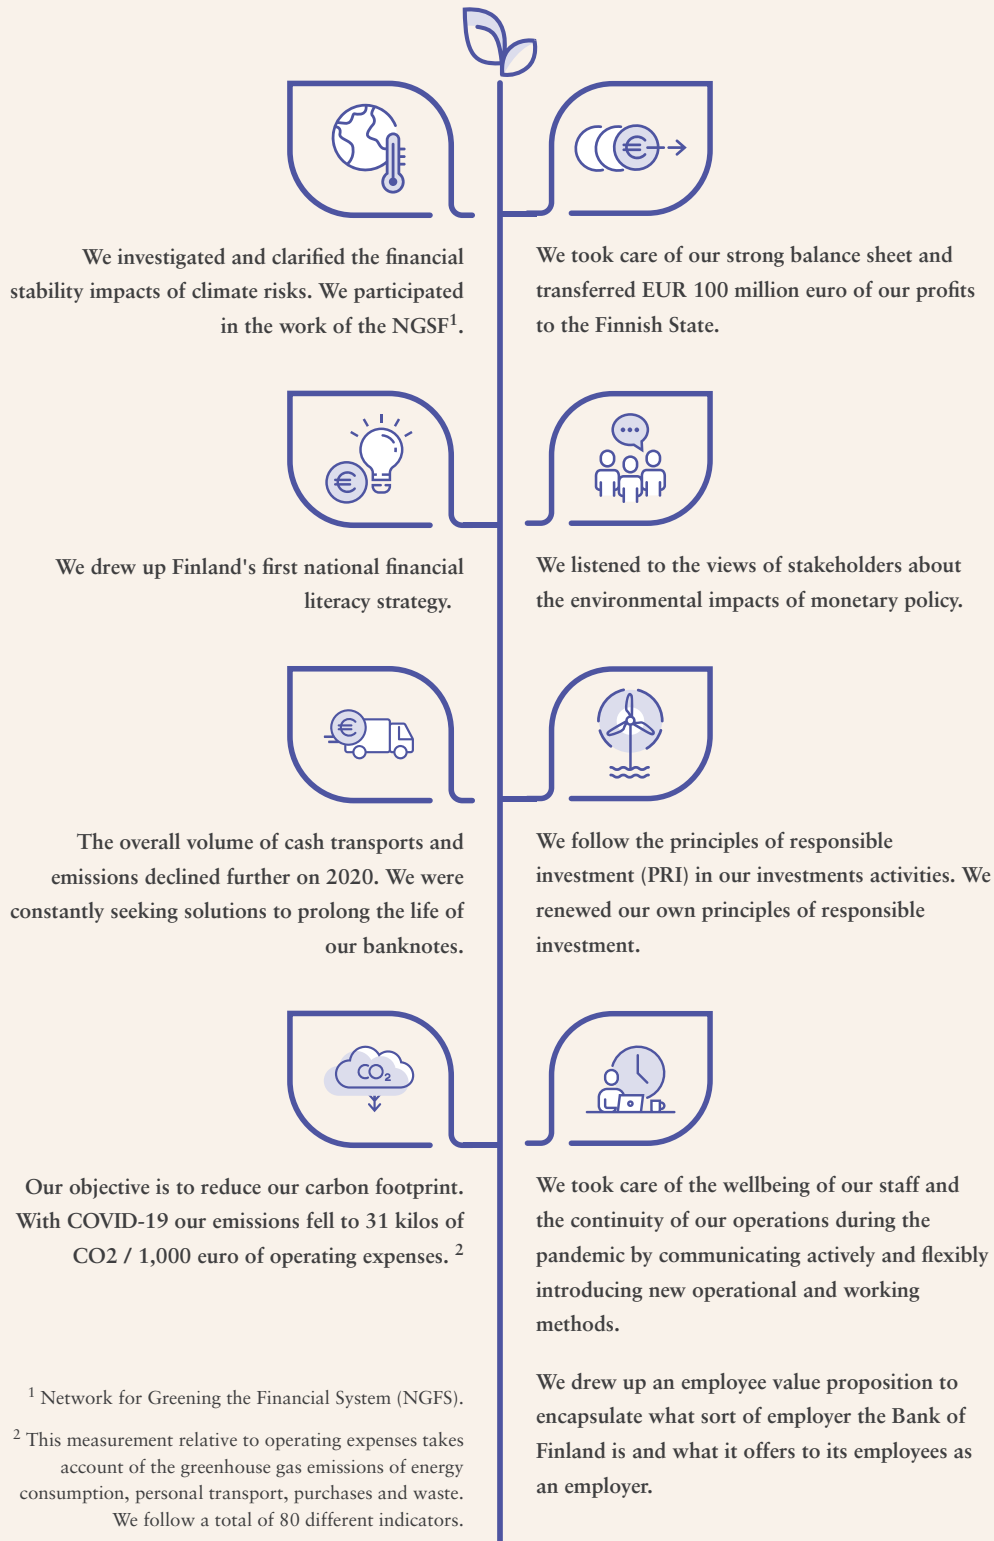 We investigated and clarified the financial
stability impacts of climate risks. We participated
in the work of the NGSF1.
We took care of our strong balance sheet and
transferred EUR 100 million euro of our profits
to the Finnish State.
We drew up Finland's first national financial
literacy strategy.
We listened to the views of stakeholders about
the environmental impacts of monetary policy.
The overall volume of cash transports and
emissions declined further on 2020. We were
constantly seeking solutions to prolong the life of
our banknotes.
We follow the principles of responsible
investment (PRI) in our investments activities. We
renewed our own principles of responsible
investment.
CO2
Our objective is to reduce our carbon footprint.
With COVID-19 our emissions fell to 31 kilos of
CO2 / 1,000 euro of operating expenses. 2
We took care of the wellbeing of our staff and
the continuity of our operations during the
pandemic by communicating actively and flexibly
introducing new operational and working
methods.
We drew up an employee value proposition to
encapsulate what sort of employer the Bank of
Finland is and what it offers to its employees as
an employer.
1 Network for Greening the Financial System (NGFS).
2 This measurement relative to operating expenses takes
account of the greenhouse gas emissions of energy
consumption, personal transport, purchases and waste.
We follow a total of 80 different indicators.